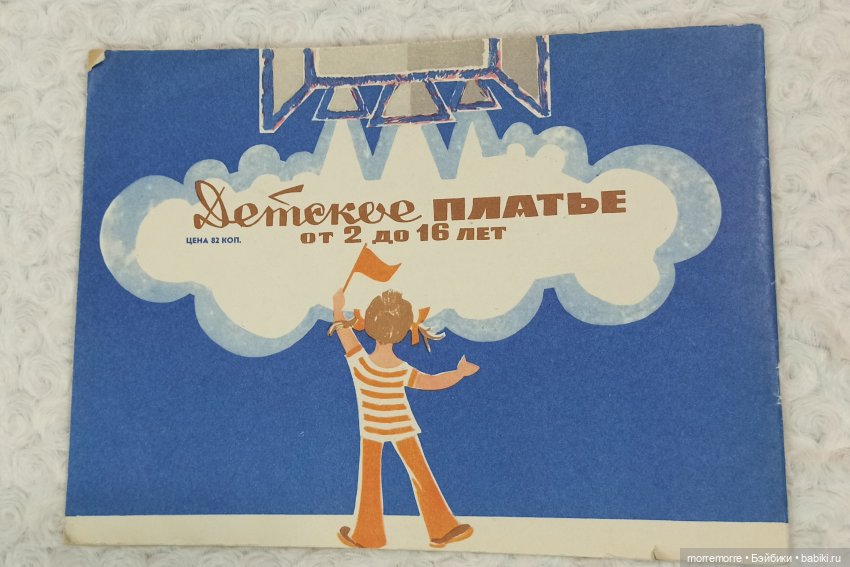 Детское ПЛАТЬЕ
ЦЕНА 82 КОП.
от 2 до 16 лет
morremorre • Бэйбики • babiki.ru